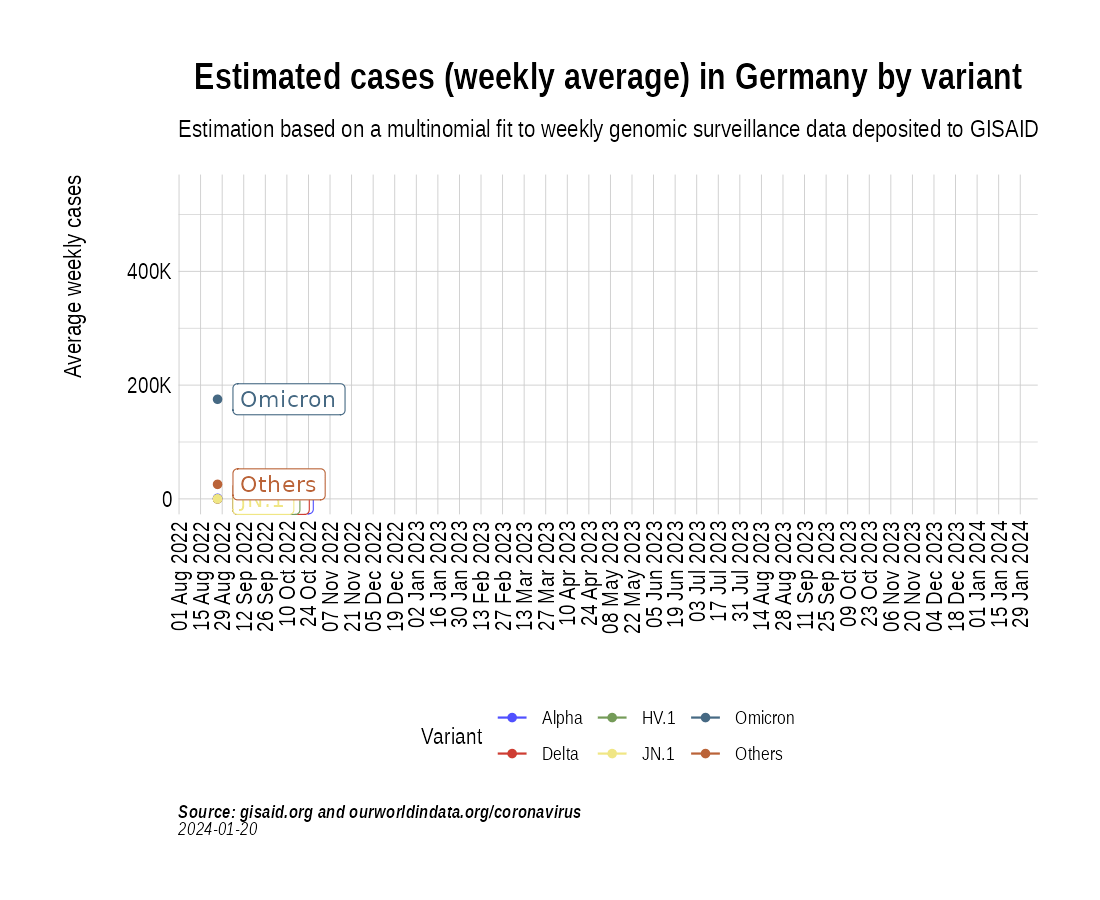 Estimated cases (weekly average) in Germany by variant
Estimation based on a multinomial fit to weekly genomic surveillance data deposited to GISAID
Average weekly cases
400K
200K
0
Omicron
Others
JN.1
01 Aug 2022
15 Aug 2022
29 Aug 2022
12 Sep 2022
26 Sep 2022
10 Oct 2022
24 Oct 2022
07 Nov 2022
21 Nov 2022
05 Dec 2022
19 Dec 2022
02 Jan 2023
16 Jan 2023
30 Jan 2023
13 Feb 2023
27 Feb 2023
13 Mar 2023
27 Mar 2023
10 Apr 2023
24 Apr 2023
08 May 2023
22 May 2023
05 Jun 2023
19 Jun 2023
03 Jul 2023
17 Jul 2023
31 Jul 2023
14 Aug 2023
28 Aug 2023
11 Sep 2023
25 Sep 2023
09 Oct 2023
23 Oct 2023
06 Nov 2023
20 Nov 2023
04 Dec 2023
18 Dec 2023
01 Jan 2024
15 Jan 2024
29 Jan 2024
Variant
Alpha HV.1 Omicron
Delta JN.1 Others
Source: gisaid.org and ourworldindata.org/coronavirus
2024-01-20